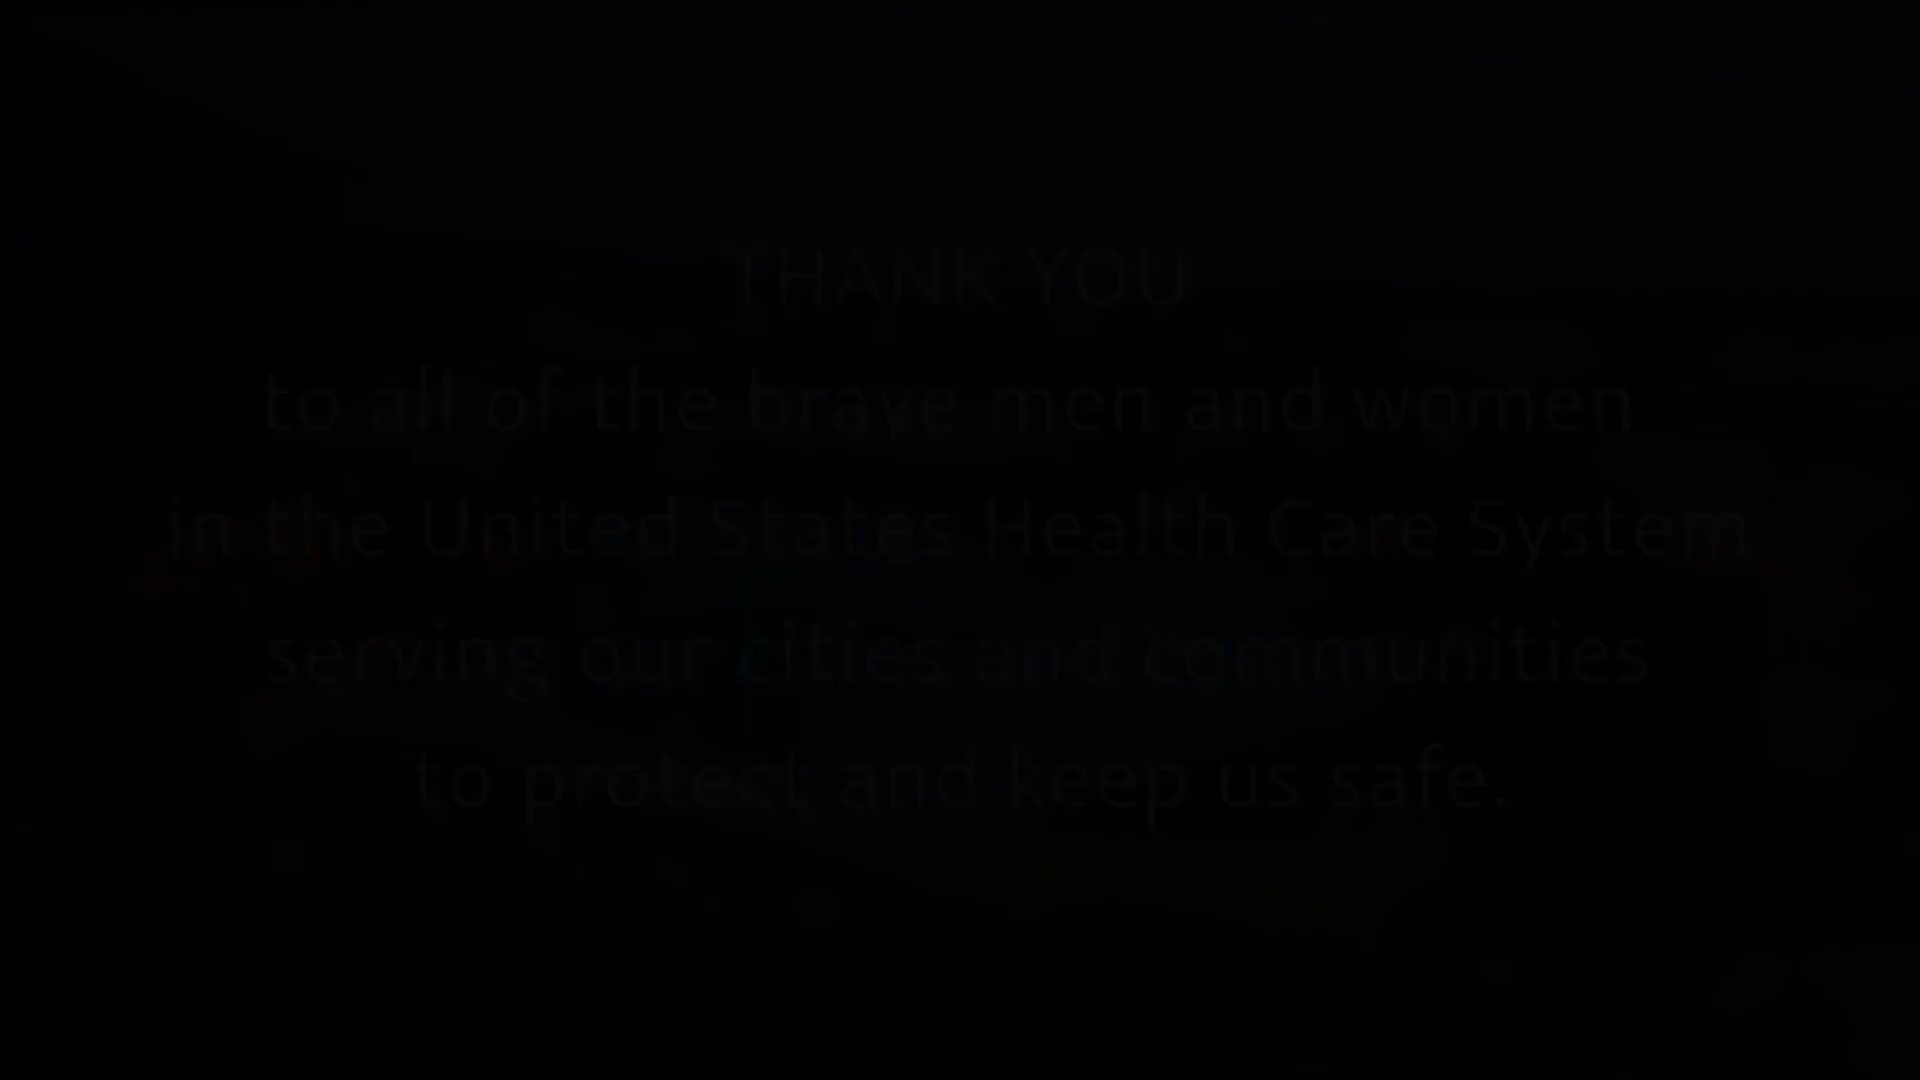 THANK YOU
to all of the brave men and women
in the United States Health Care System
serving our cities and communities
to protect and keep us safe.